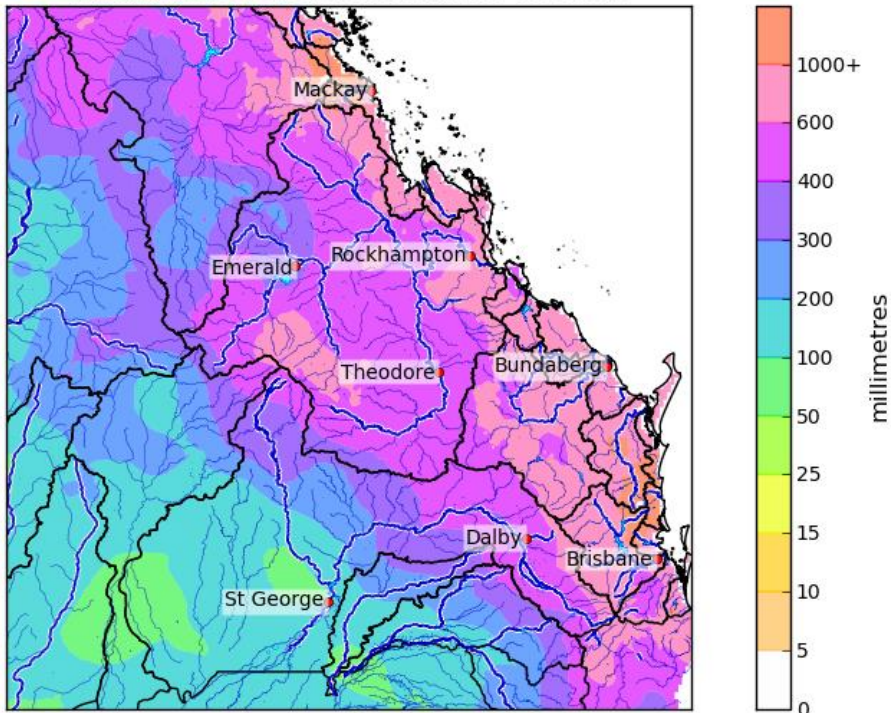 Mackay
Rockhampton
Emerald
Theodore
Bundaberg
Dalby
Brisbane
St George
1000+
600
400
300
200
100
50
25
15
10
5
0
millimetres